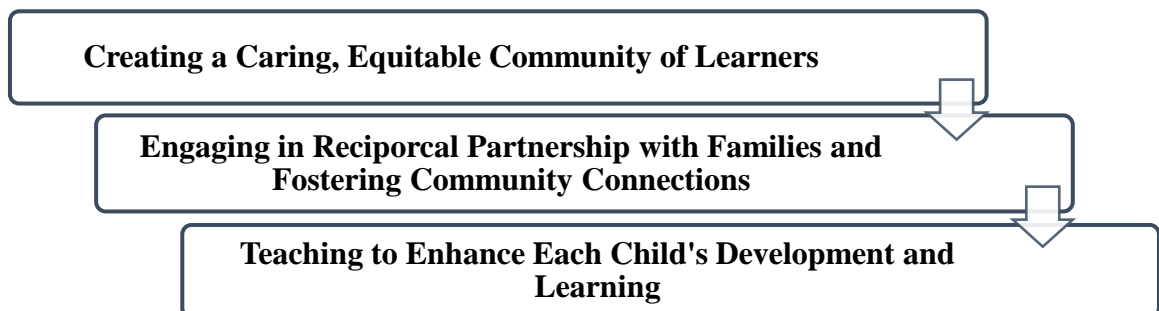 Creating a Caring, Equitable Community of Learners
Engaging in Reciporcal Partnership with Families and
Fostering Community Connections
Teaching to Enhance Each Child's Development and
Learning